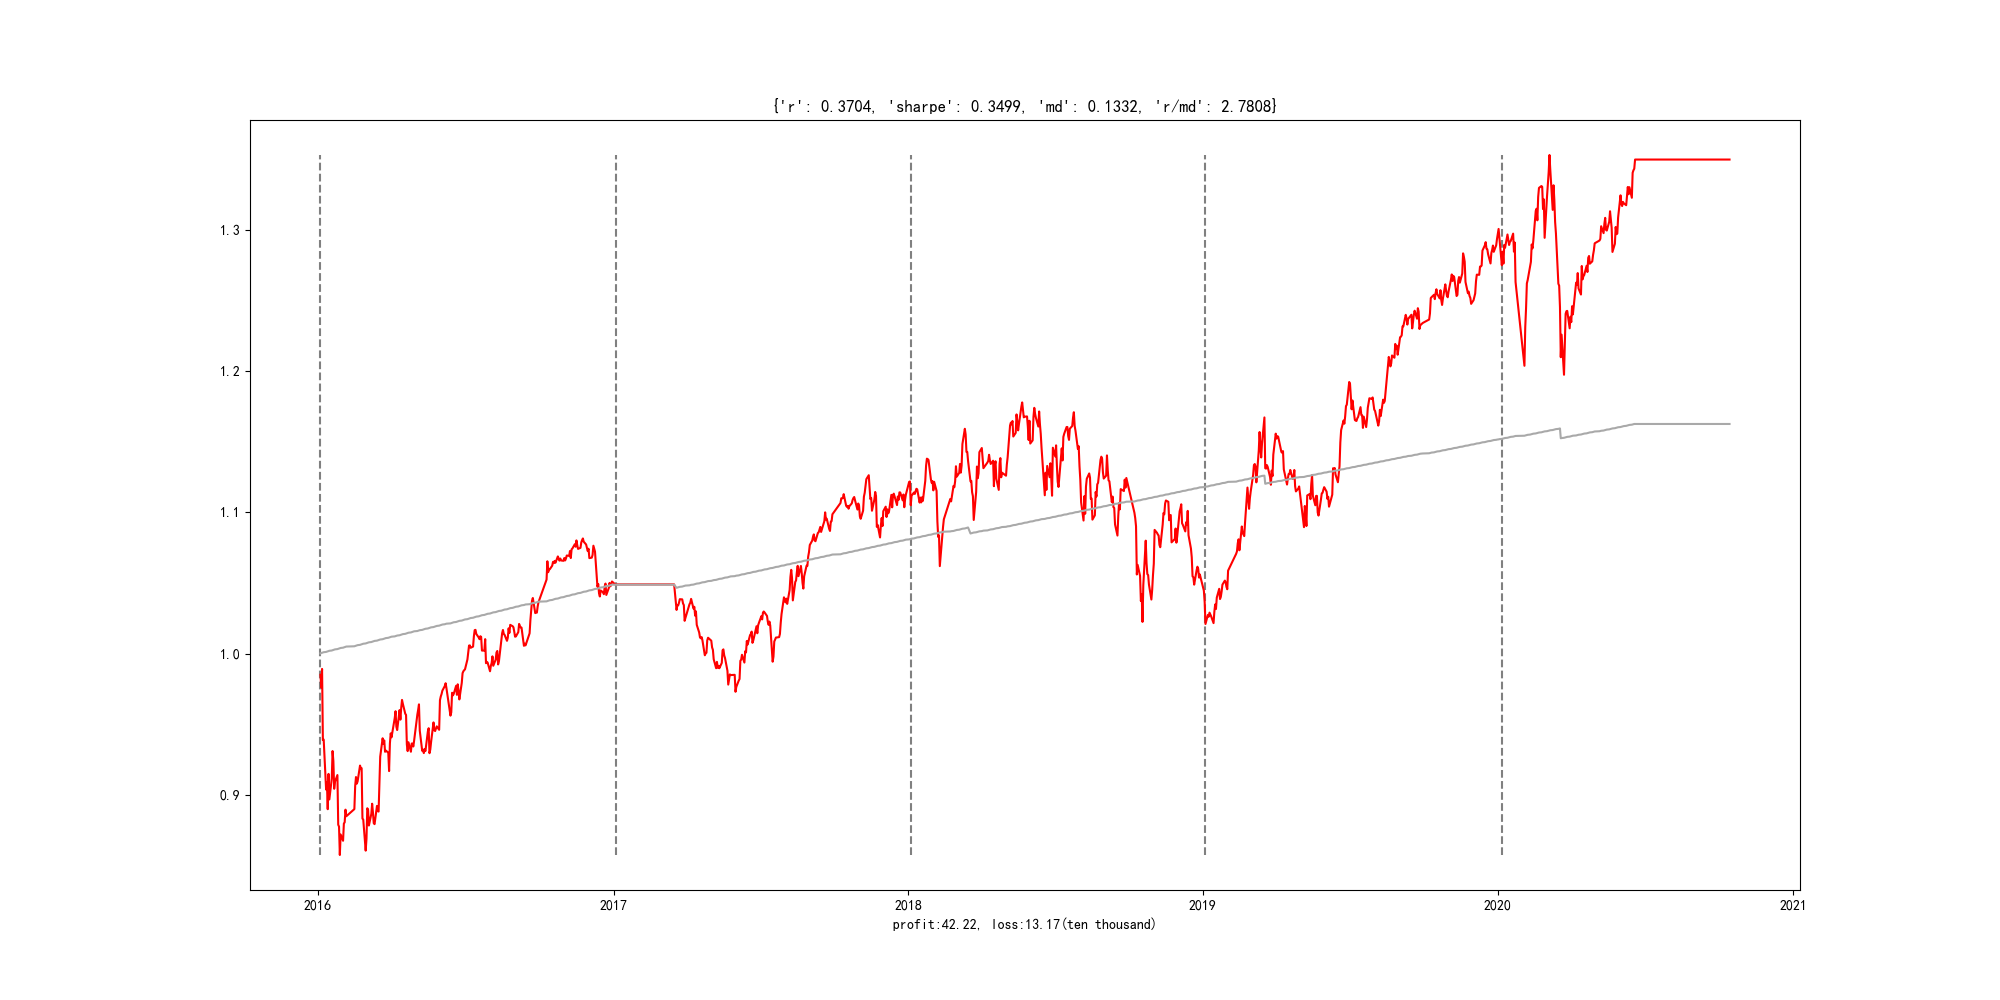 {'r': 0.3704, 'sharpe': 0.3499, 'md': 0.1332, 'r/md': 2.7808}
1.3
1.2
1.1
1.0
0.9
2016 2017 2018 2019 2020 2021
profit:42.22, loss:13.17(ten thousand)